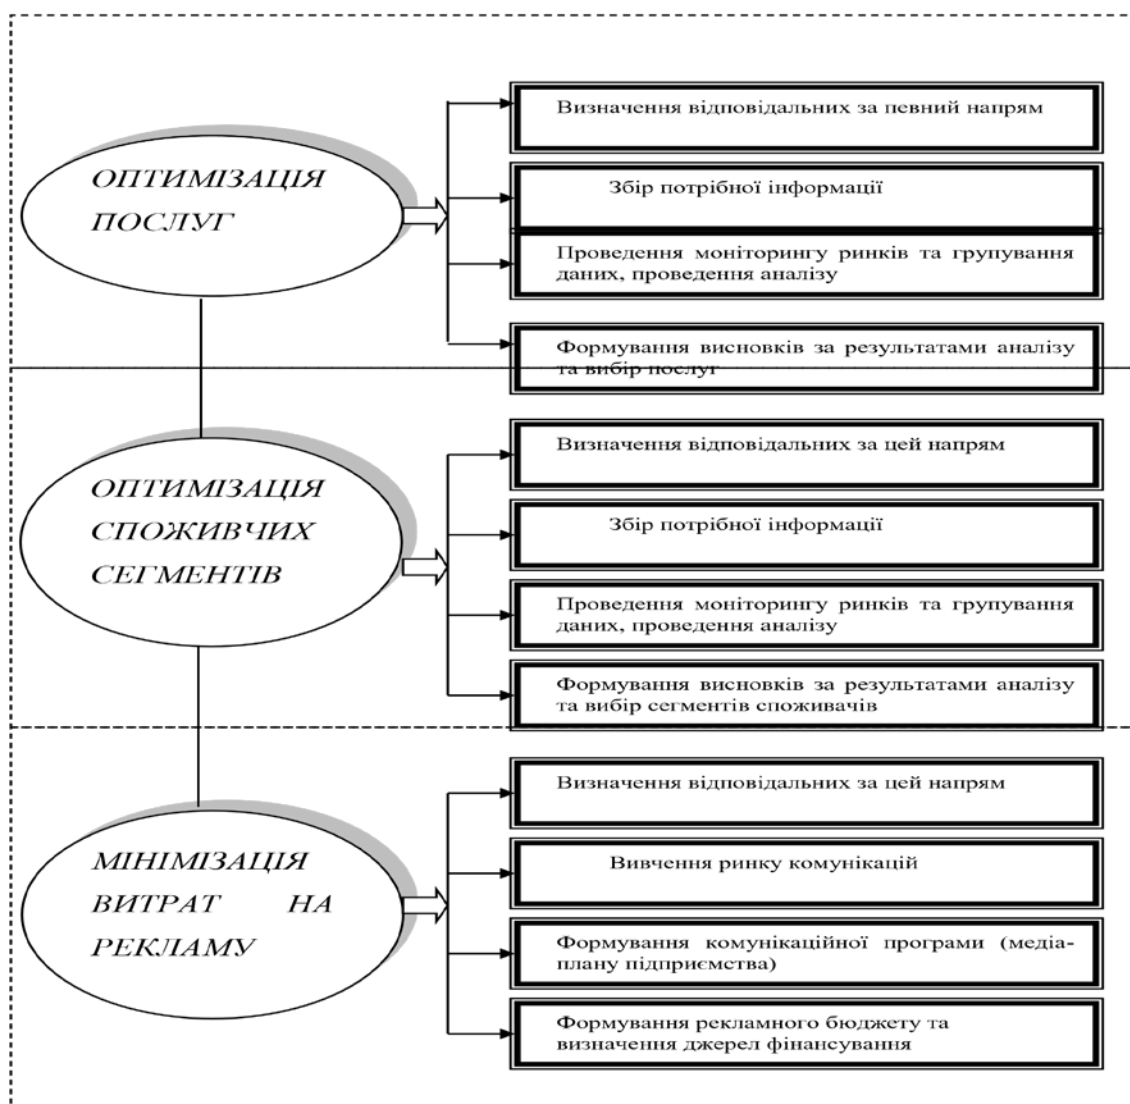 ОПТИМІЗАЦІЯ
ПОСЛУГ
Визначення відповідальних за певний напрям
Збір потрібної інформації
Проведення моніторингу ринків та групування
даних, проведення аналізу
Формування висновків за результатами аналізу
та вибір послуг
ОПТИМІЗАЦІЯ
СПОЖИВЧИХ
СЕГМЕНТІВ
Визначення відповідальних за цей напрям
Збір потрібної інформації
Проведення моніторингу ринків та групування
даних, проведення аналізу
Формування висновків за результатами аналізу
та вибір сегментів споживачів
МІНІМІЗАЦІЯ
ВИТРАТ НА
РЕКЛАМУ
Визначення відповідальних за цей напрям
Вивчення ринку комунікацій
Формування комунікаційної програми (медіа-
плану підприємства)
Формування рекламного бюджету та
визначення джерел фінансування